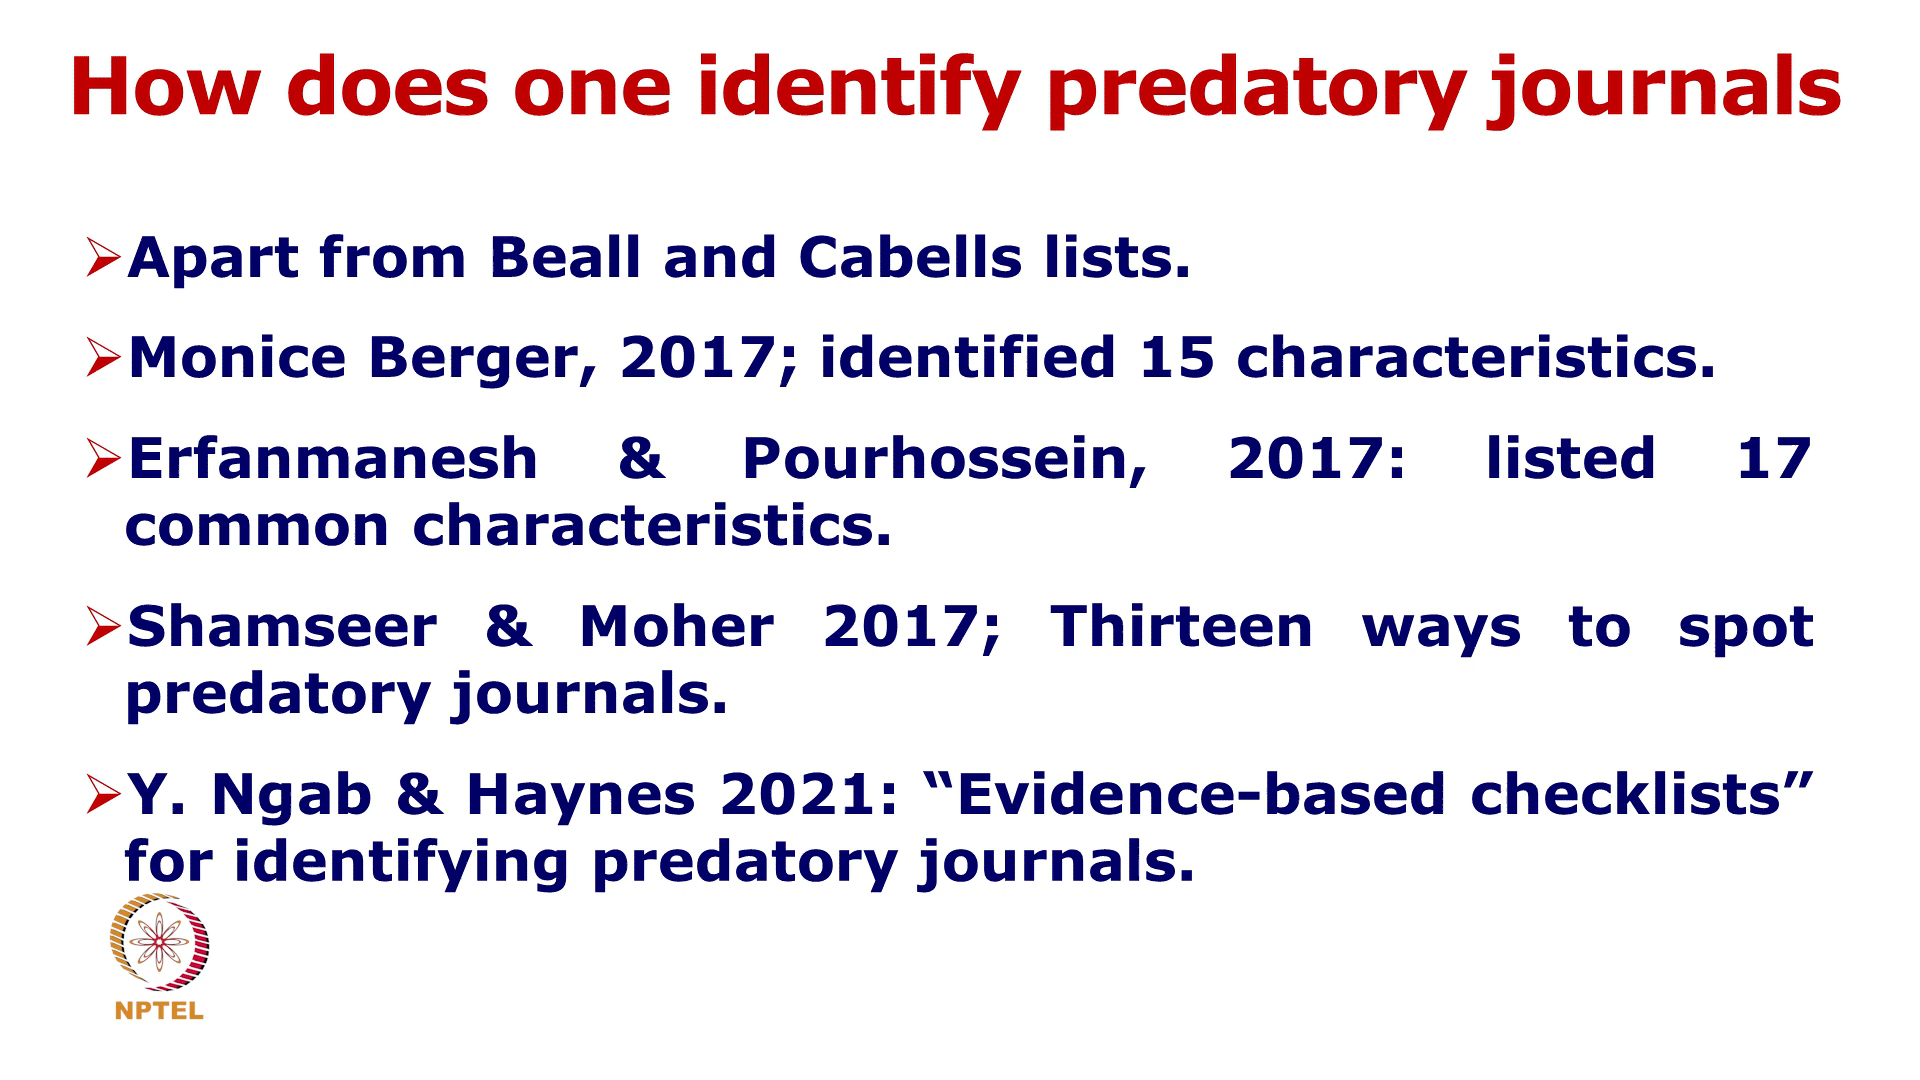 How does one identify predatory journals
➢Apart from Beall and Cabells lists.
➢Monice Berger, 2017; identified 15 characteristics.
➢Erfanmanesh & Pourhossein, 2017: listed 17
common characteristics.
➢Shamseer & Moher 2017; Thirteen ways to spot
predatory journals.
➢Y. Ngab & Haynes 2021: “Evidence-based checklists”
for identifying predatory journals.
NPTEL